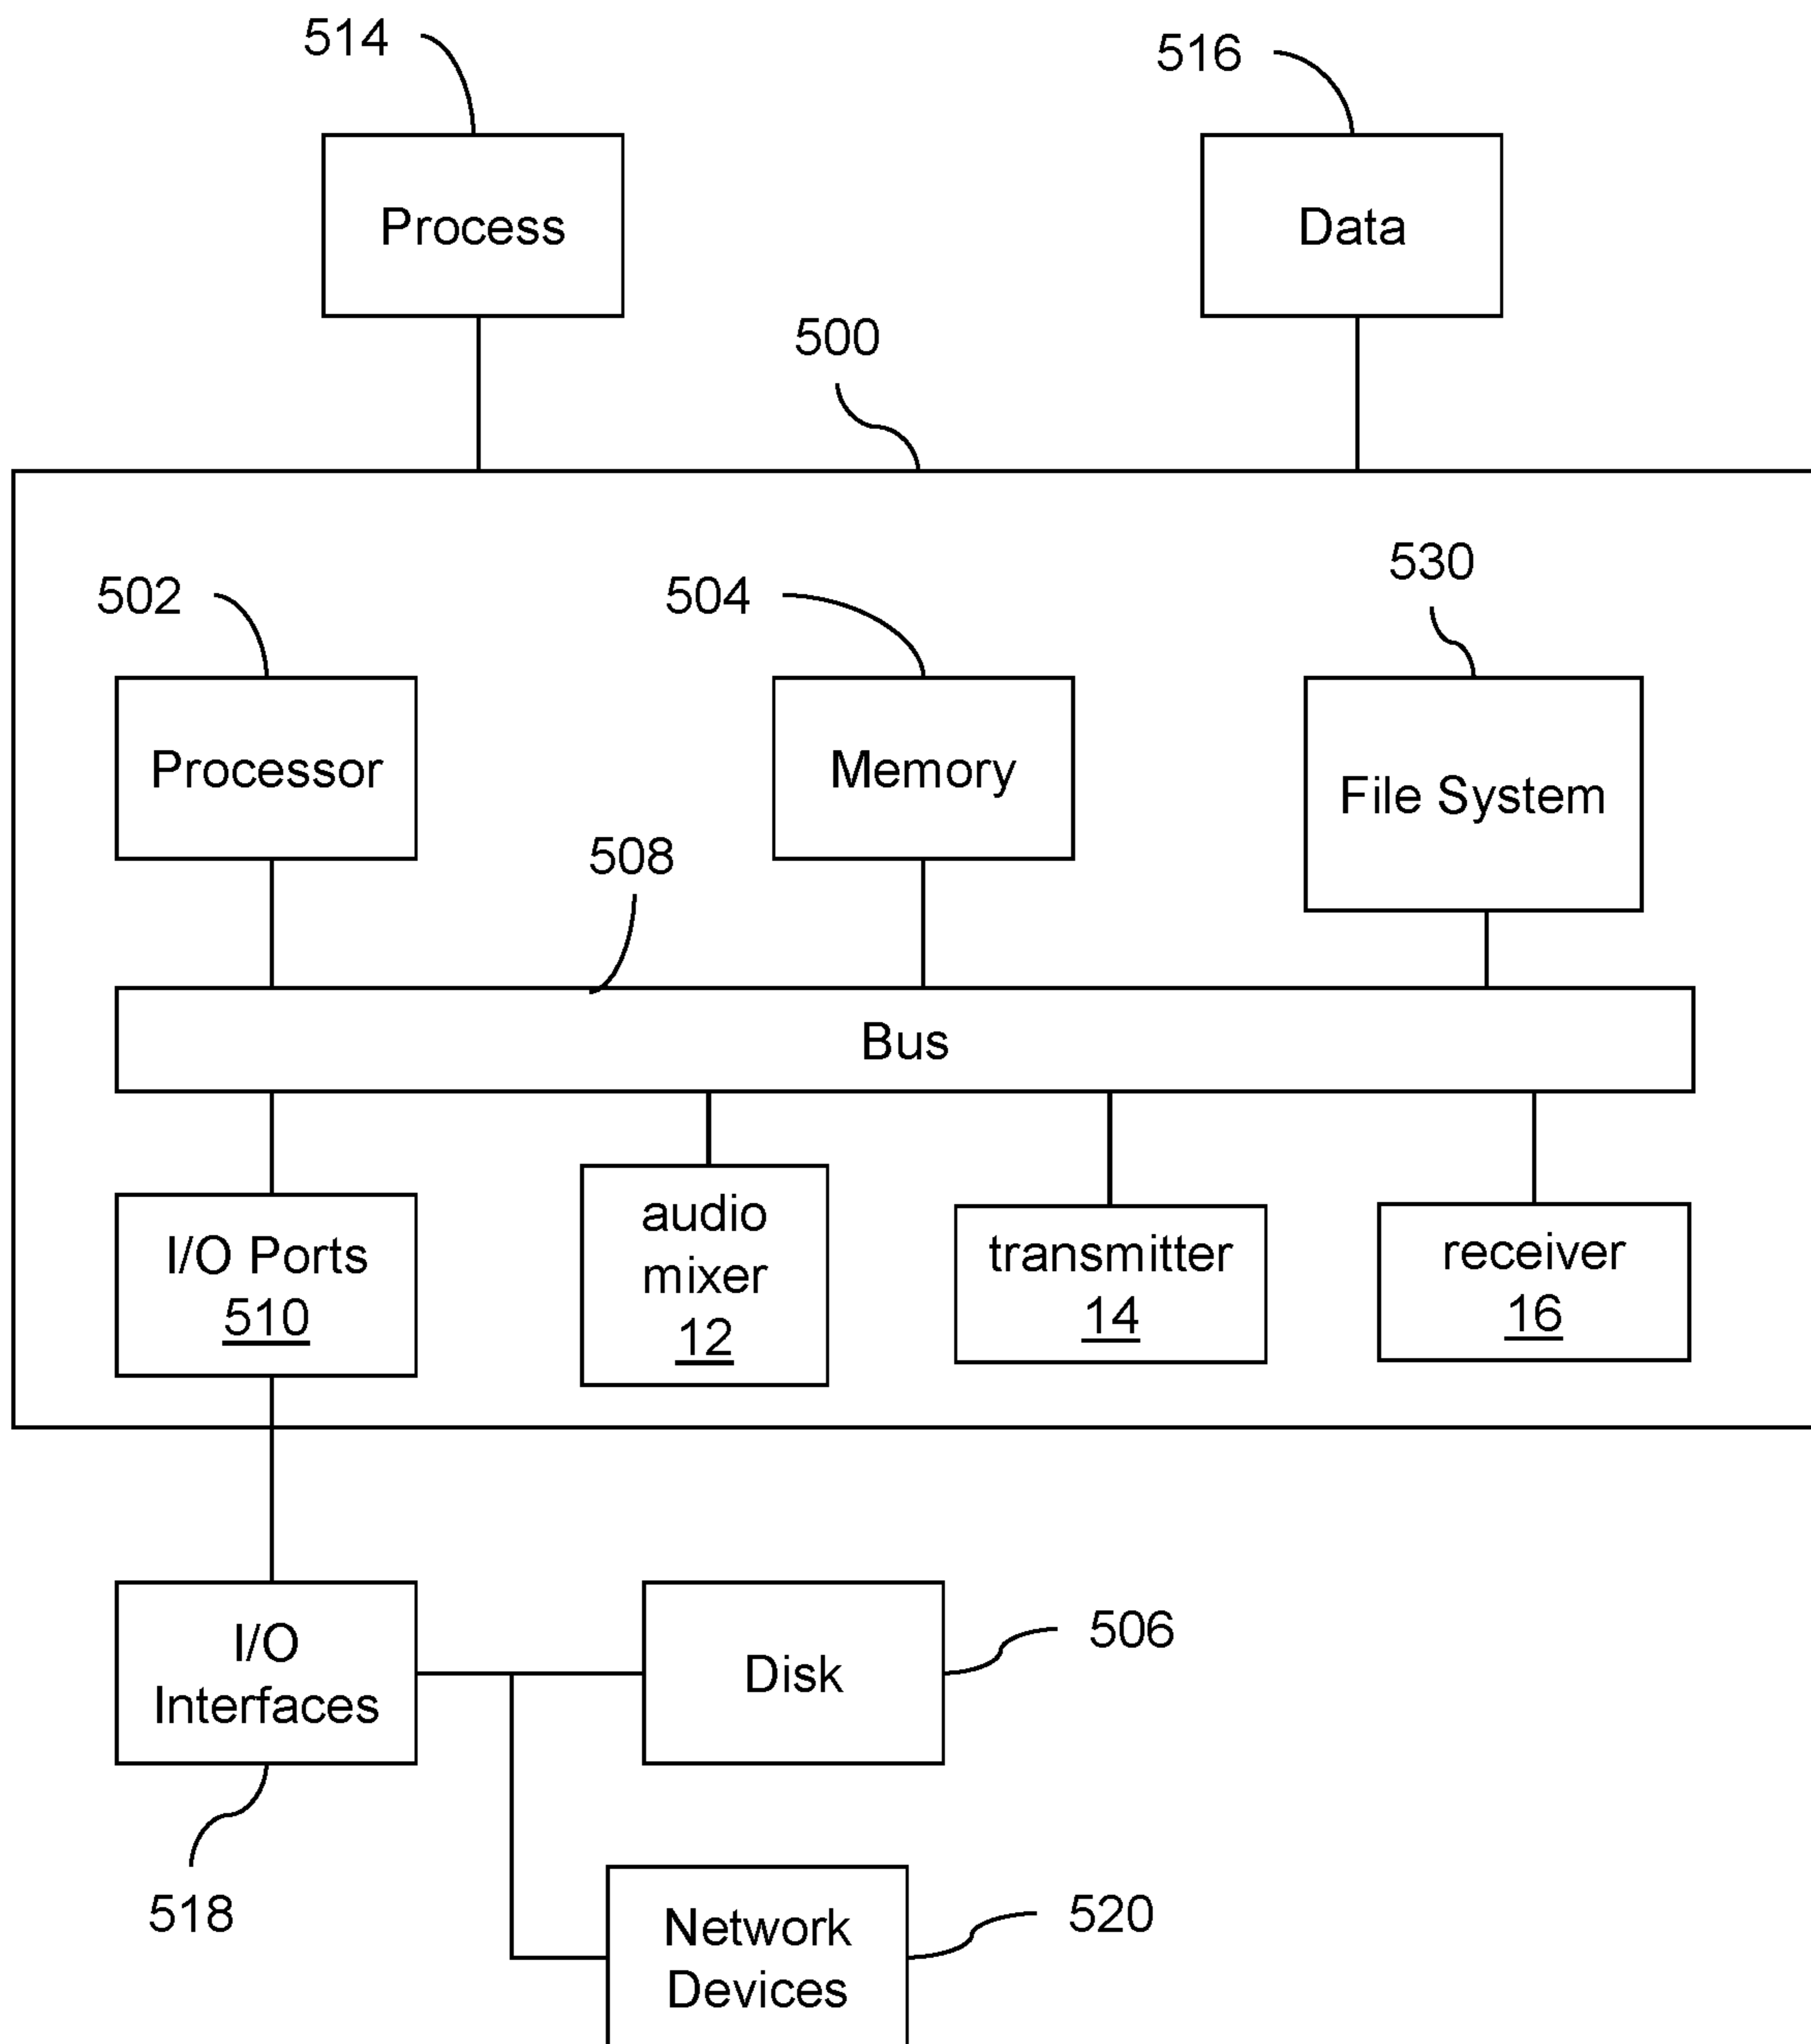 514
516
Process
Data
500
530
502
504
Processor
Memory
File System
508
Bus
I/O Ports
510
audio
mixer
12
transmitter
14
receiver
16
I/O
Interfaces
Disk
506
518
Network
Devices
520